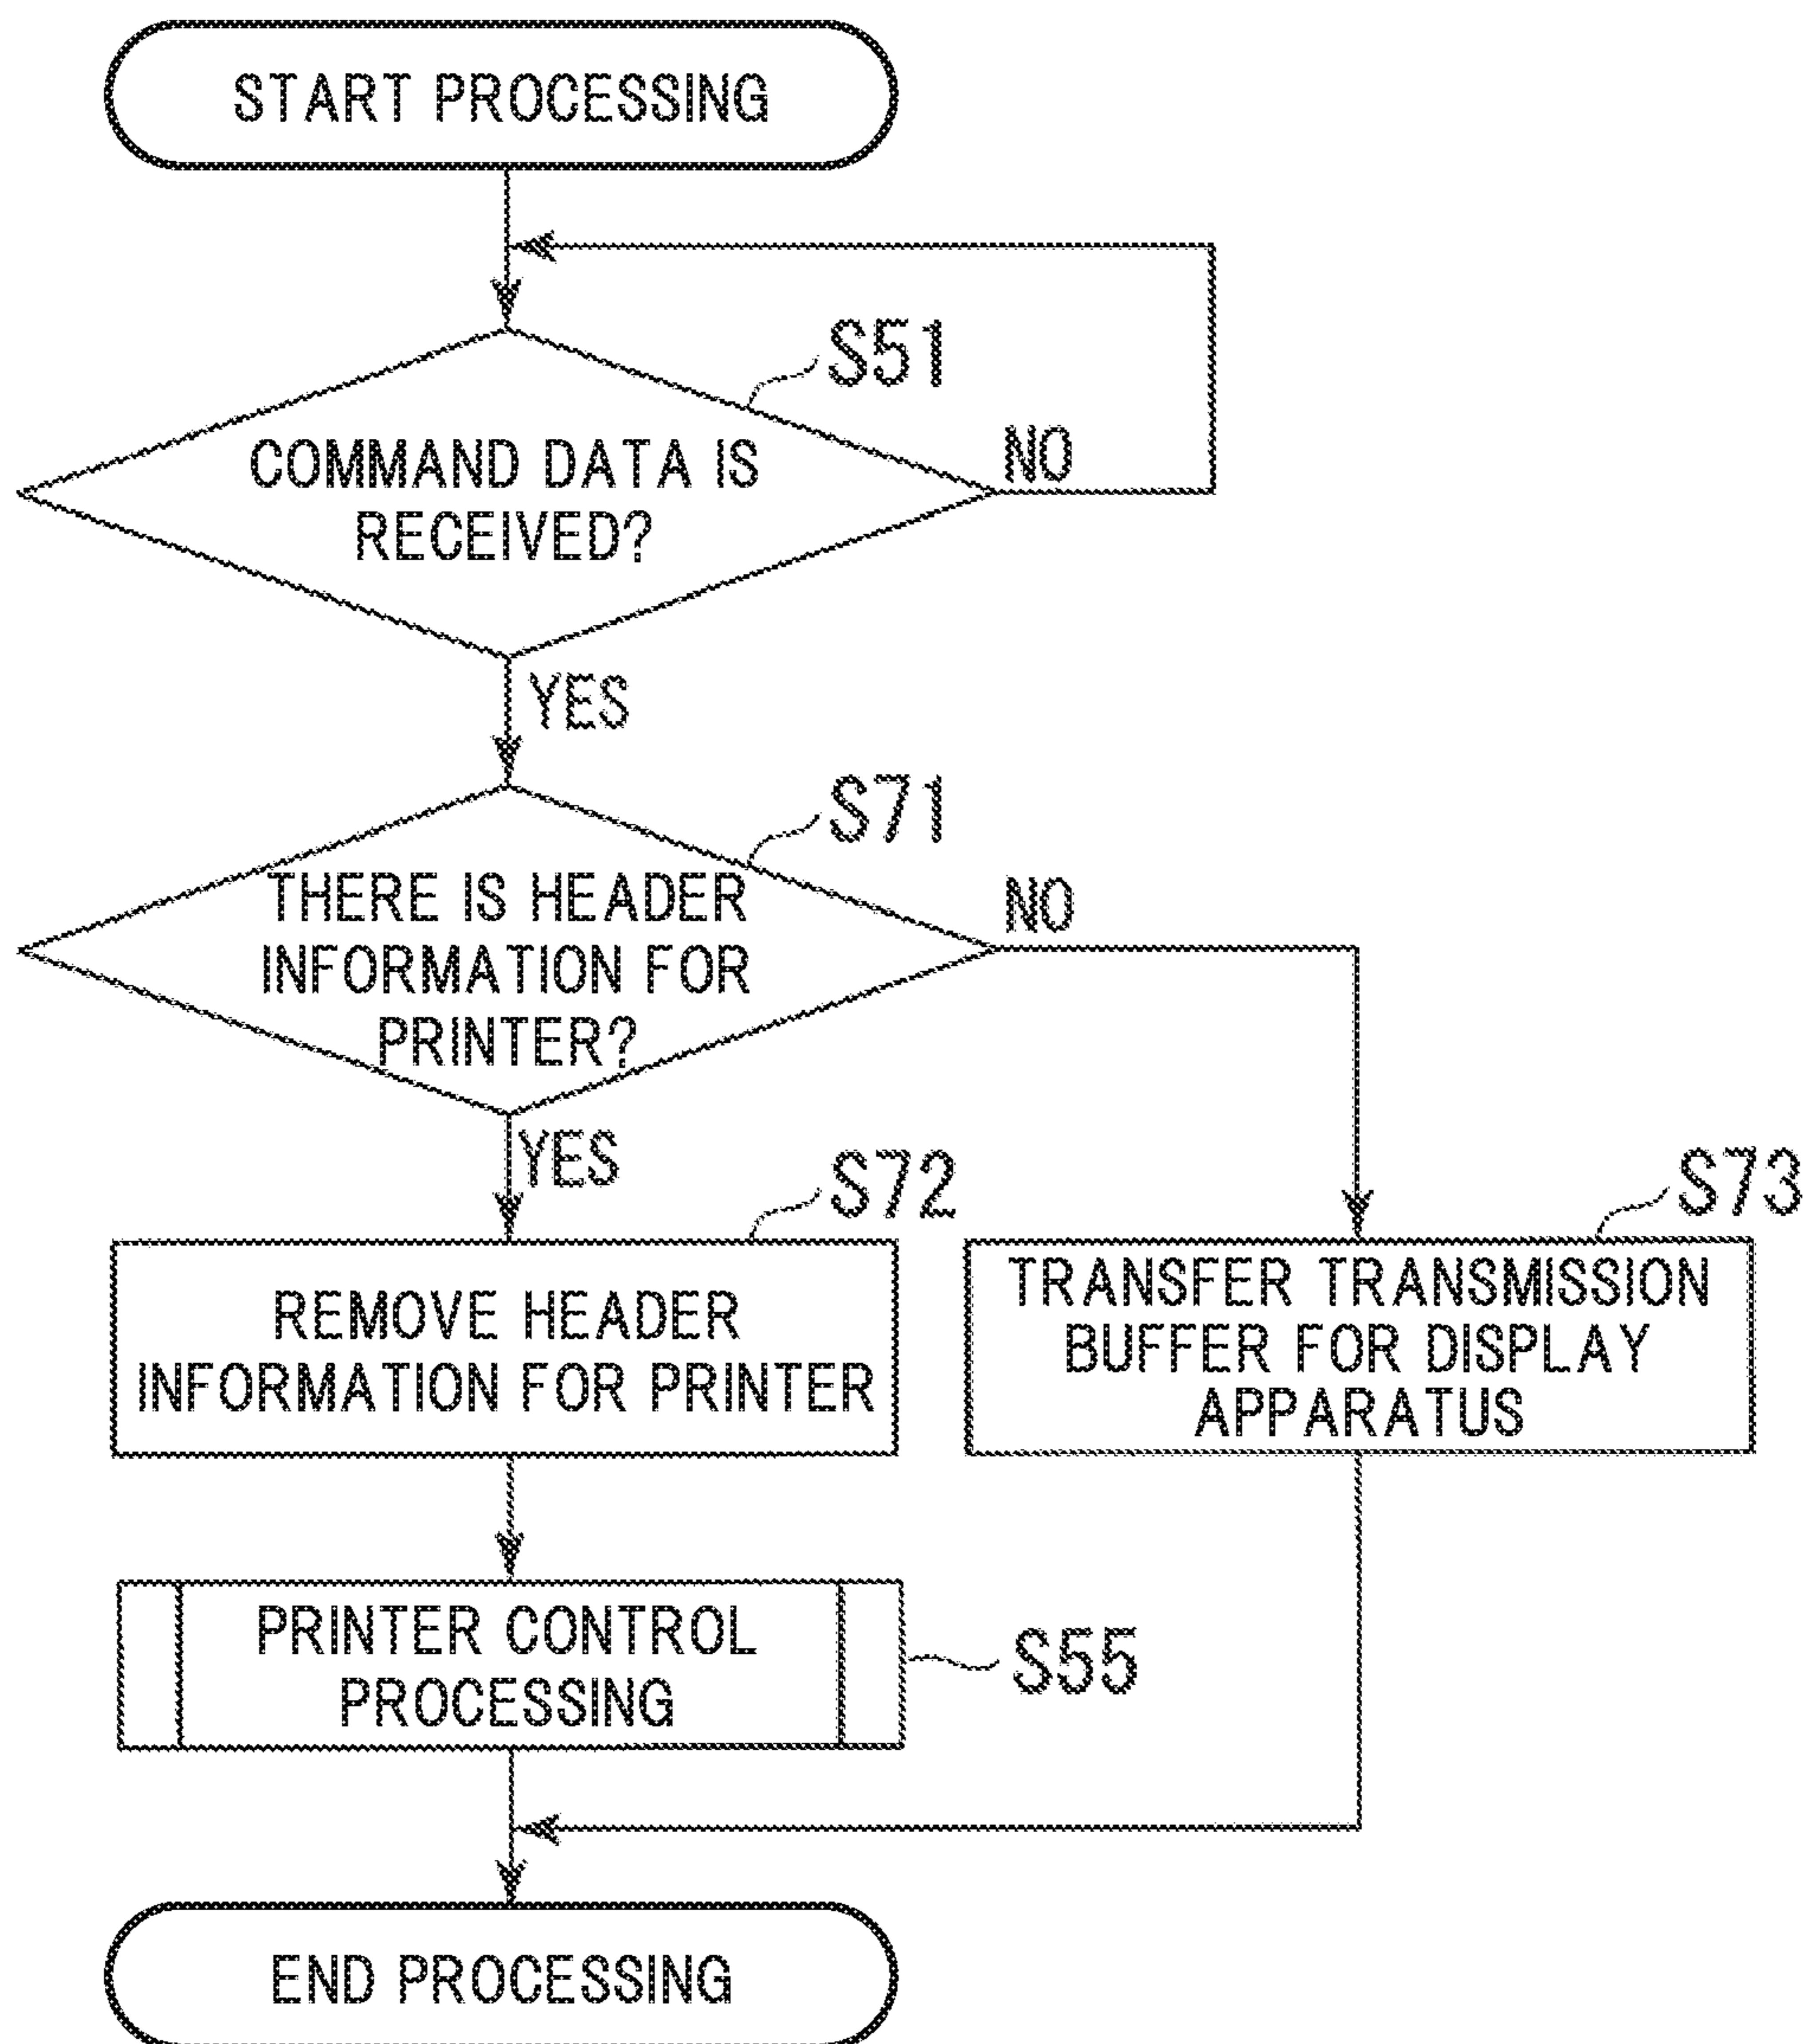 START PROCESSING
S51
COMMAND DATA IS
RECEIVED?
NO
YES
S71
THERE IS HEADER
INFORMATION FOR
PRINTER?
NO
YES
S72
REMOVE HEADER
INFORMATION FOR PRINTER
S73
TRANSFER TRANSMISSION
BUFFER FOR DISPLAY
APPARATUS
PRINTER CONTROL
PROCESSING
S55
END PROCESSING